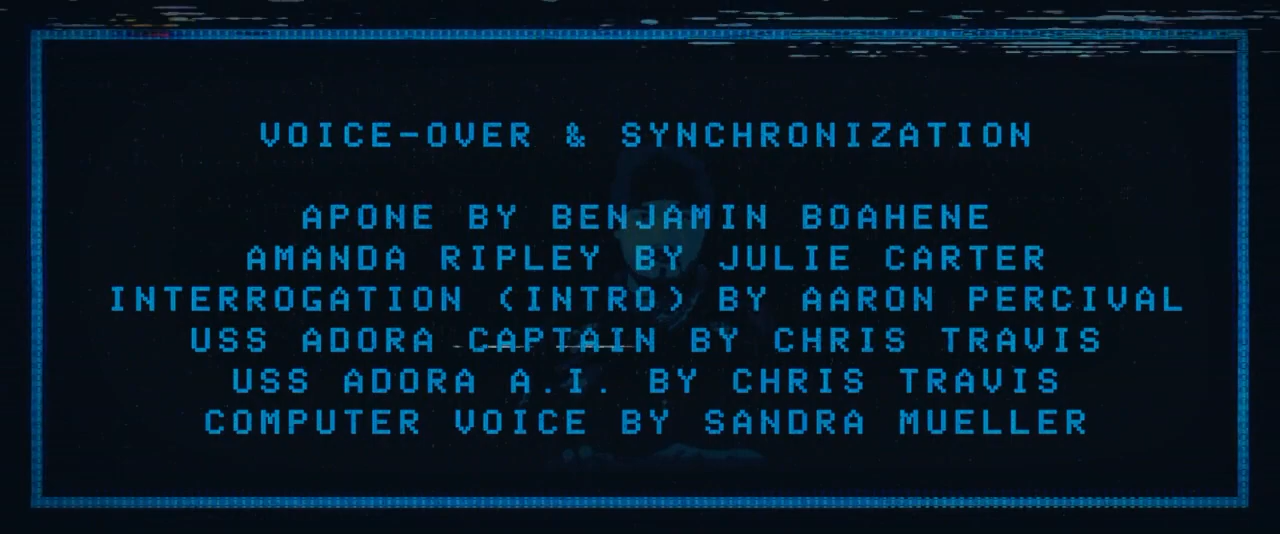 VOICE-OVER & SYNCHRONIZATION
APONE BY BENJAMIN BOAHENE
AMANDA RIPLEY BY JULIE CARTER
INTERROGATION (INTRO) BY AARON PERCIVAL
USS ADORA CAPTAIN BY CHRIS TRAVIS
USS ADORA A.I. BY CHRIS TRAVIS
COMPUTER VOICE BY SANDRA MUELLER